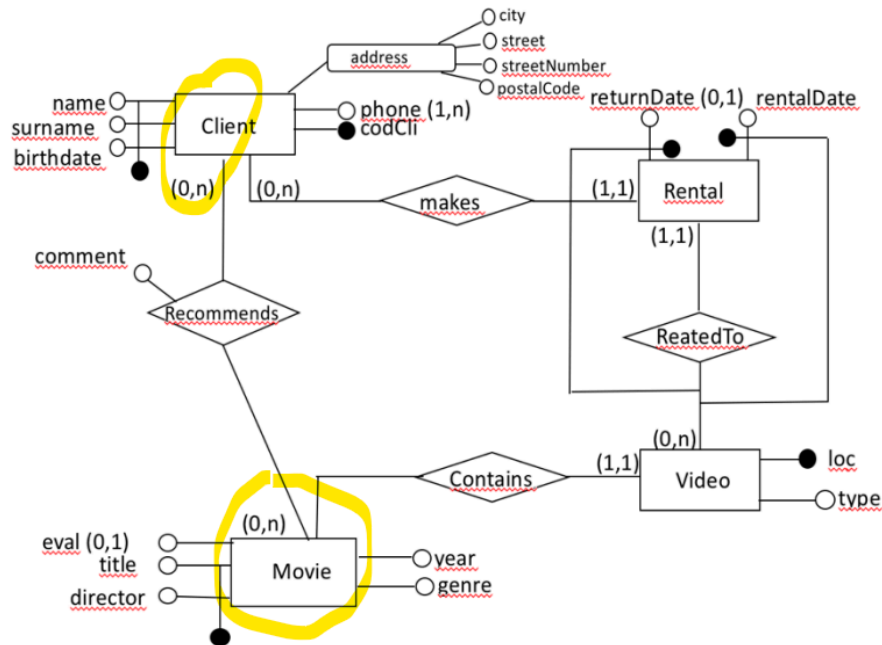 city
street
address
streetNumber
postalCode
name
surname
birthdate
Client
phone (1,n)
codCli
returnDate (0,1)
rentalDate
(0,n)
(0,n)
makes
(1,1)
Rental
(1,1)
comment
Recommends
ReatedTo
(0,n)
Contains
(1,1)
Video
loc
type
(0,n)
eval (0,1)
title
director
Movie
year
genre